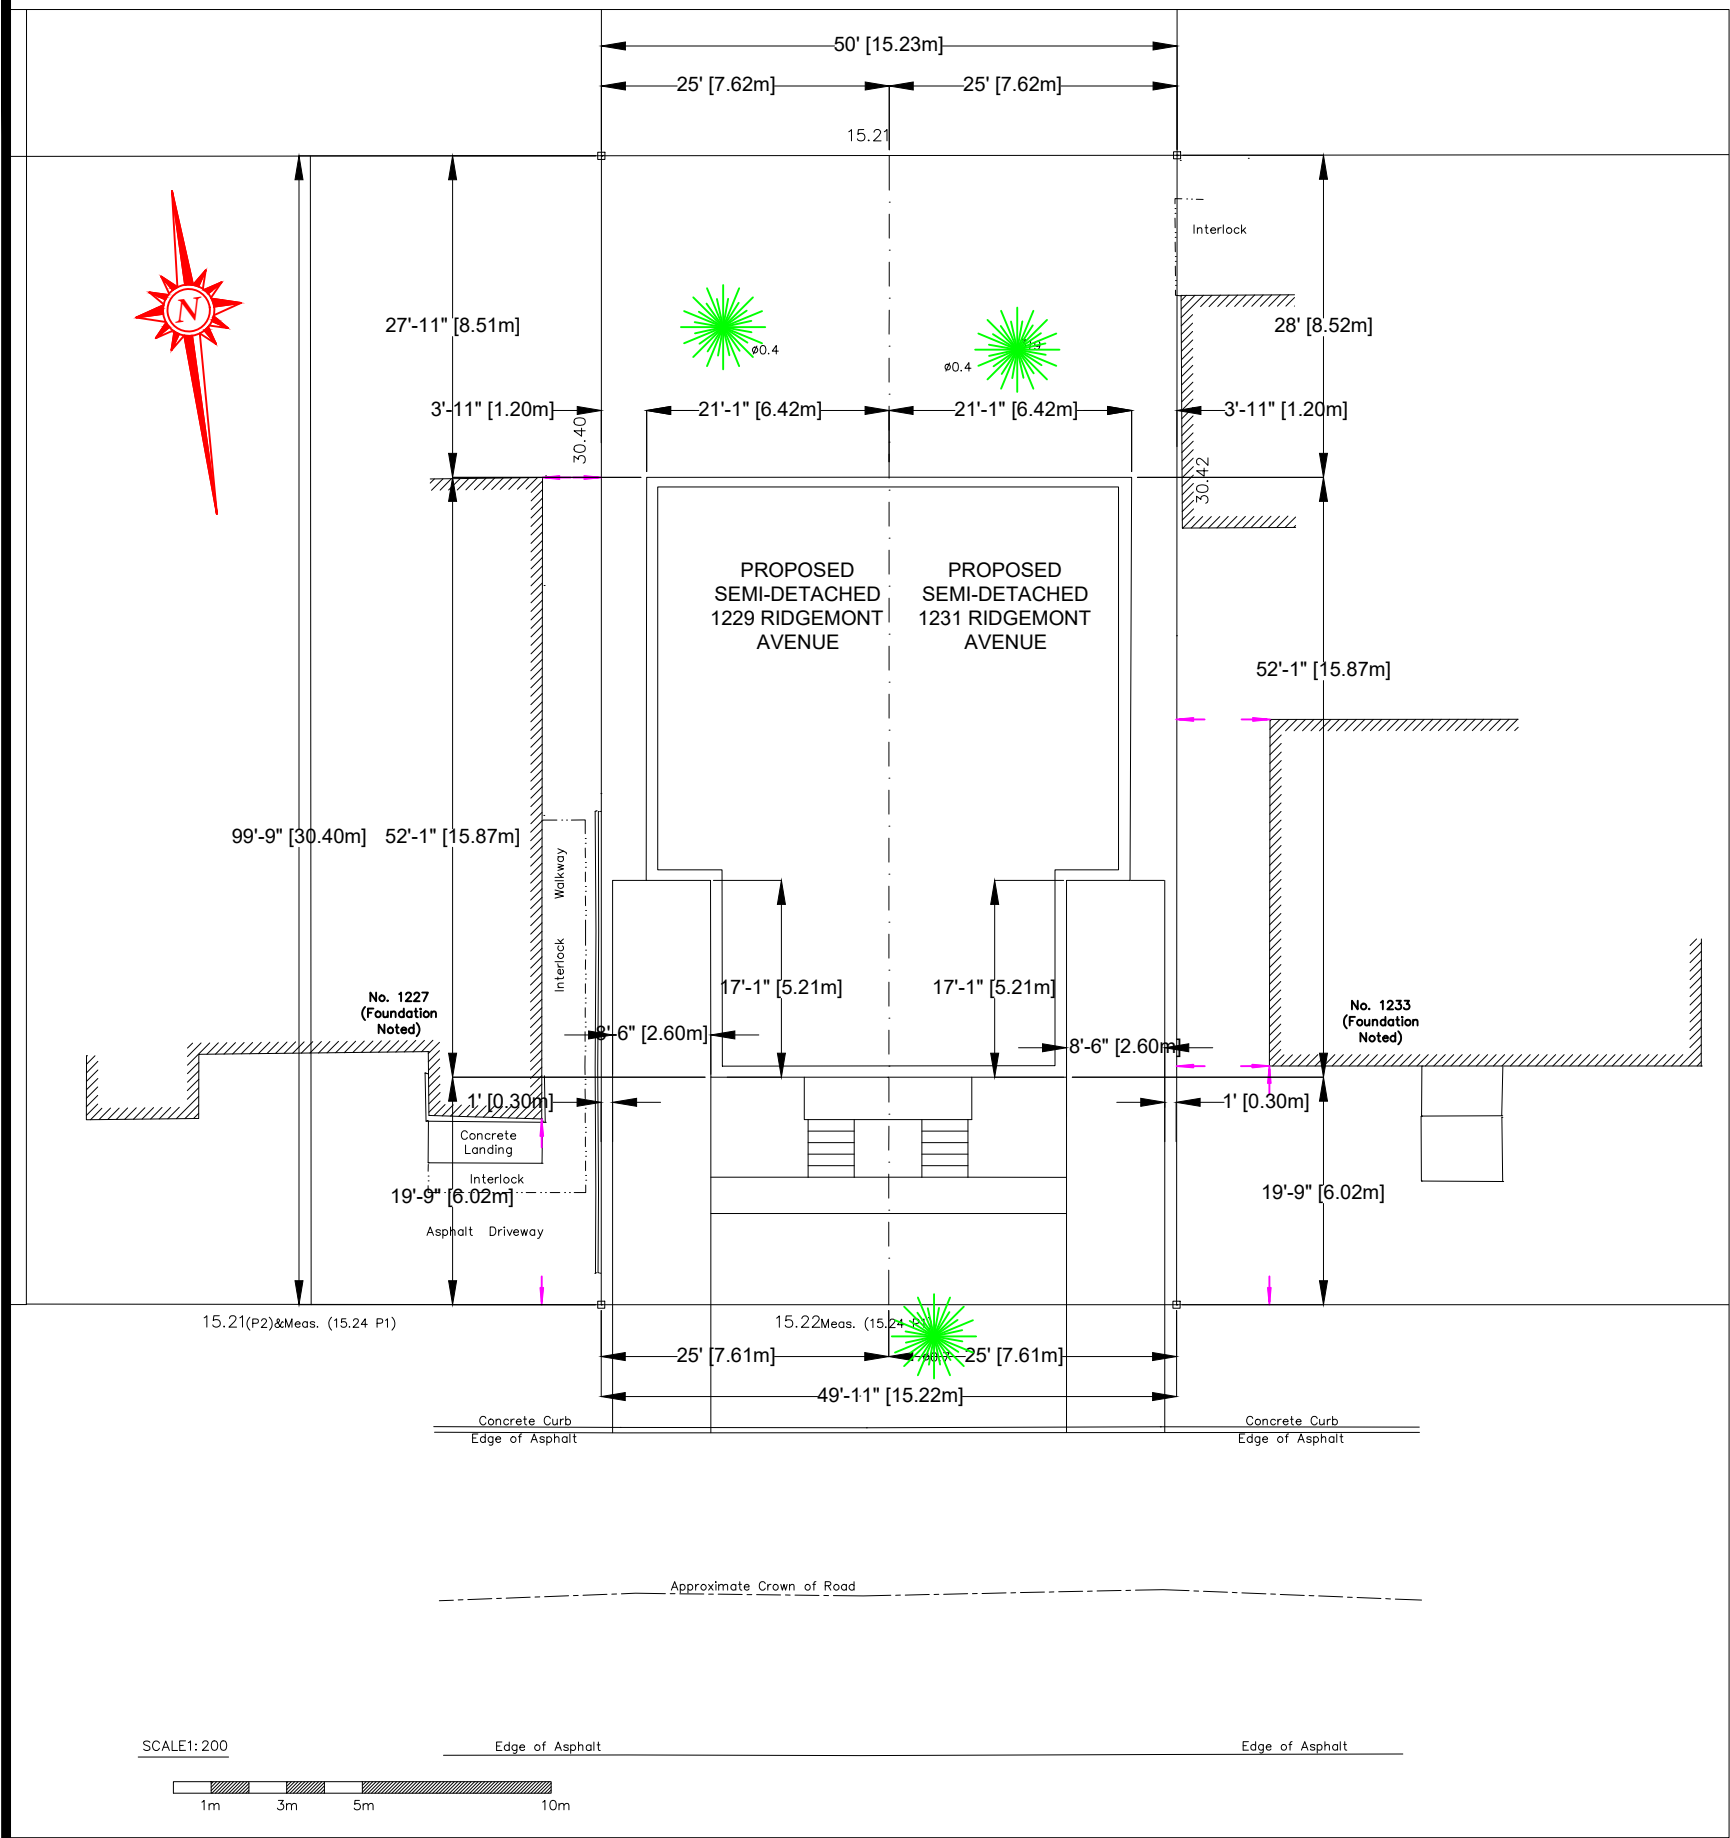 50' [15.23m]
25' [7.62m]
25' [7.62m]
15.21
Interlock
N
27'-11" [8.51m]
28' [8.52m]
ø0.4
ø0.4
3'-11" [1.20m]
21'-1" [6.42m]
21'-1" [6.42m]
3'-11" [1.20m]
30.40
30.42
PROPOSED
SEMI-DETACHED
1229 RIDGEMONT
AVENUE
PROPOSED
SEMI-DETACHED
1231 RIDGEMONT
AVENUE
52'-1" [15.87m]
99'-9" [30.40m]
52'-1" [15.87m]
Interlock Walkway
17'-1" [5.21m]
17'-1" [5.21m]
No. 1227
(Foundation
Noted)
No. 1233
(Foundation
Noted)
8'-6" [2.60m]
8'-6" [2.60m]
1' [0.30m]
1' [0.30m]
Concrete
Landing
Interlock
19'-9" [6.02m]
19'-9" [6.02m]
Asphalt Driveway
15.21(P2)&Meas. (15.24 P1)
15.22Meas. (15.24
25' [7.61m]
25' [7.61m]
49'-11" [15.22m]
Concrete Curb
Edge of Asphalt
Concrete Curb
Edge of Asphalt
Approximate Crown of Road
SCALE1:200
Edge of Asphalt
Edge of Asphalt
1m 3m 5m 10m